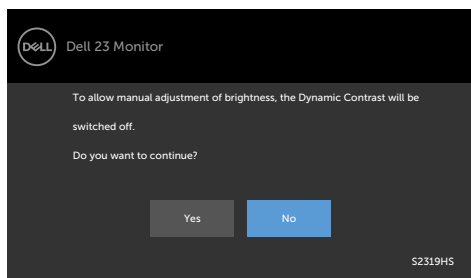 DELL
Dell 23 Monitor
To allow manual adjustment of brightness, the Dynamic Contrast will be
switched off.
Do you want to continue?
Yes
No
S2319HS